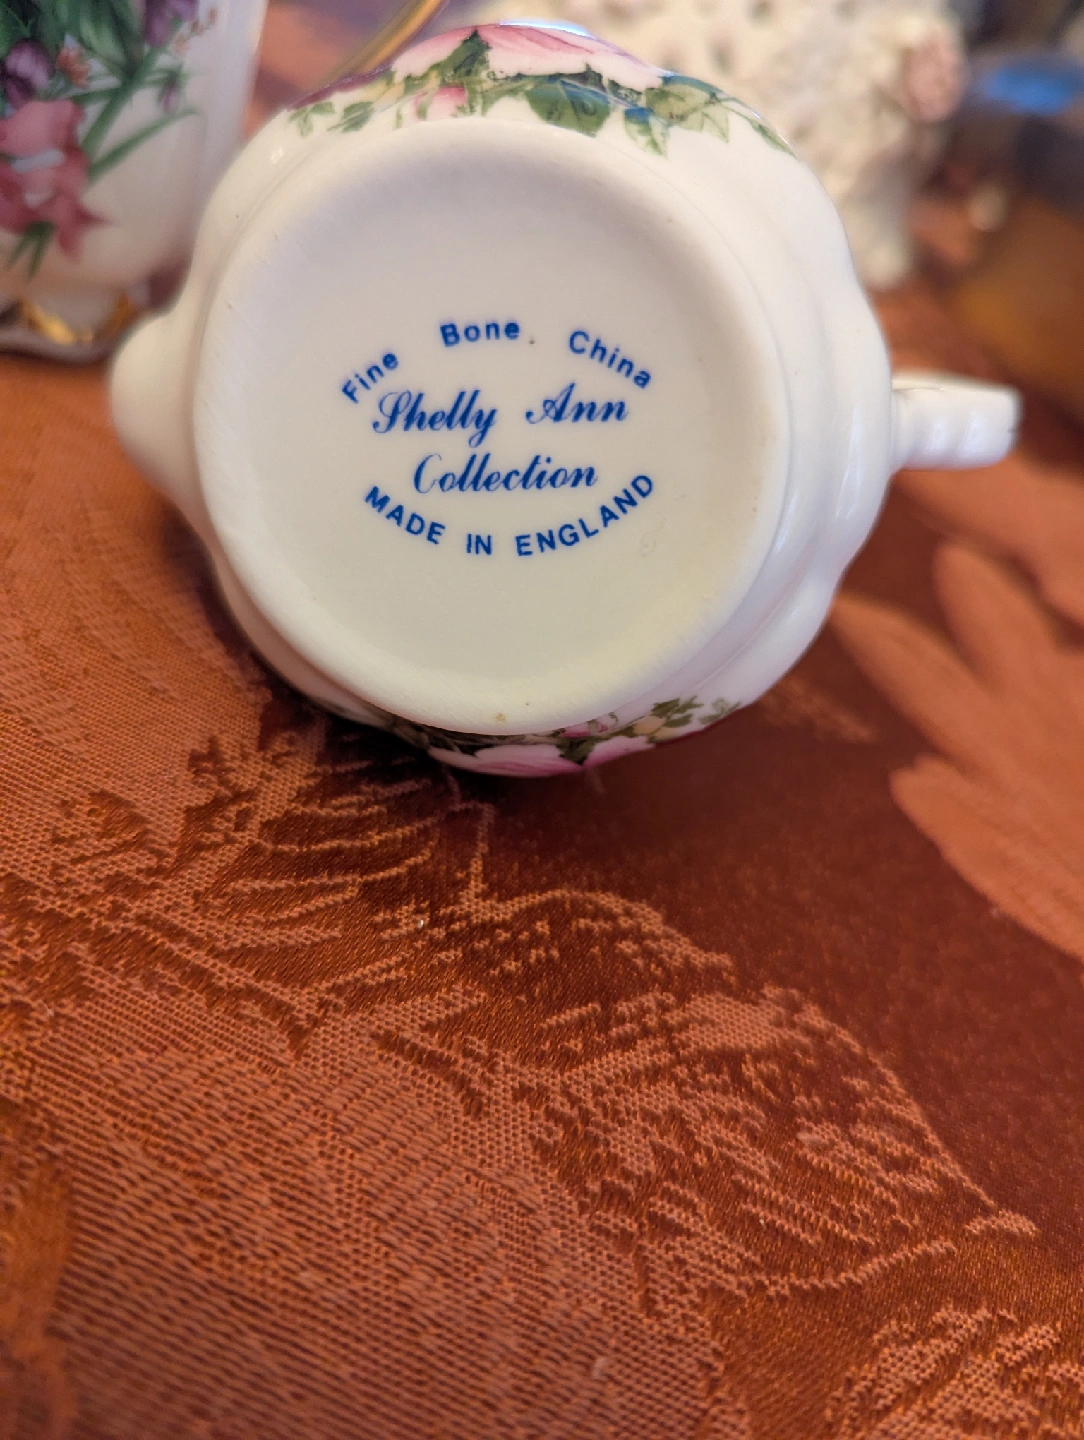 Fine Bone China
Shelly Ann
Collection
MADE IN ENGLAND